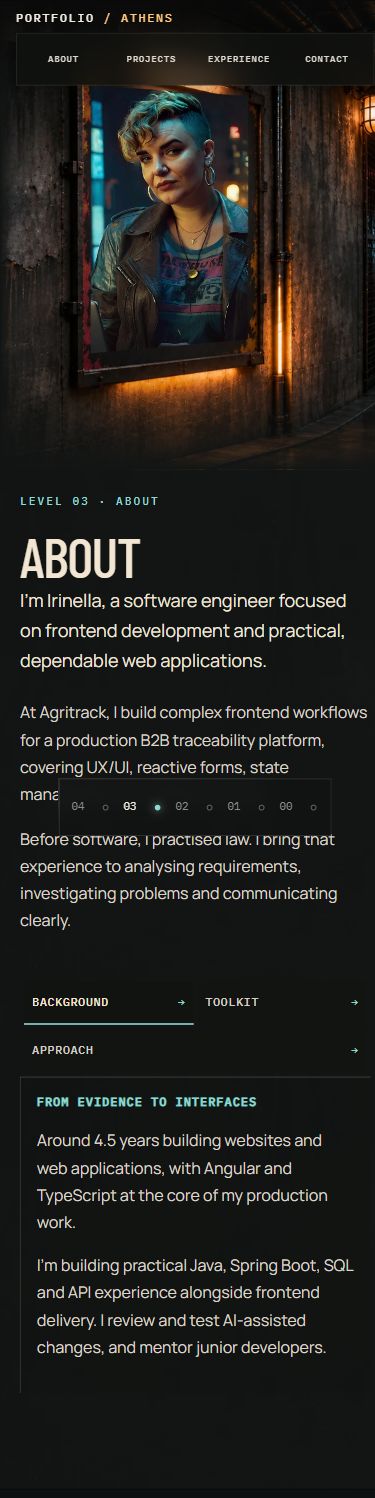 PORTFOLIO / ATHENS
ABOUT PROJECTS EXPERIENCE CONTACT
LEVEL 03 · ABOUT
ABOUT
I'm Irinella, a software engineer focused
on frontend development and practical,
dependable web applications.
At Agritrack, I build complex frontend workflows
for a production B2B traceability platform,
covering UX/UI, reactive forms, state
04 03 02 01 00
Before software, I practised law. I bring that
experience to analysing requirements,
investigating problems and communicating
clearly.
BACKGROUND → TOOLKIT →
APPROACH →
FROM EVIDENCE TO INTERFACES
Around 4.5 years building websites and
web applications, with Angular and
TypeScript at the core of my production
work.
I'm building practical Java, Spring Boot, SQL
and API experience alongside frontend
delivery. I review and test AI-assisted
changes, and mentor junior developers.